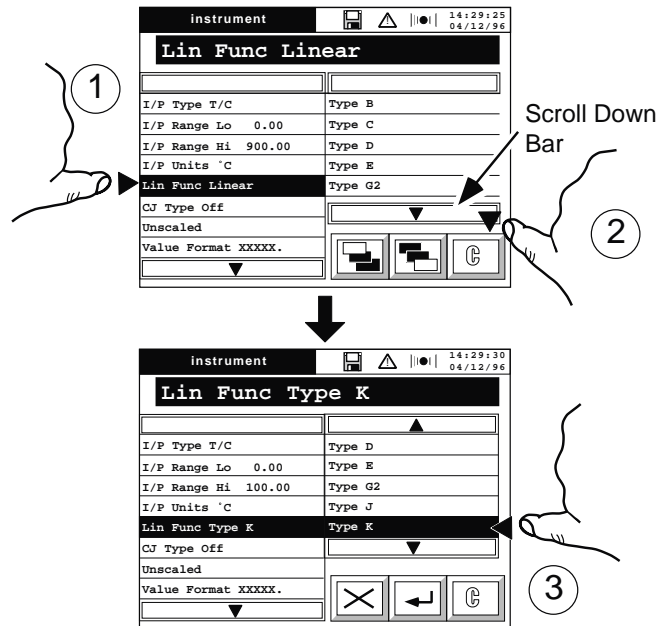 instrument 14:29:25
04/12/96
Lin Func Linear
1
I/P Type T/C Type B
I/P Range Lo 0.00 Type C
I/P Range Hi 900.00 Type D
I/P Units °C Type E
Lin Func Linear Type G2
CJ Type Off
Unscaled
Value Format XXXXX.
C
Scroll Down
Bar
2
instrument 14:29:30
04/12/96
Lin Func Type K
I/P Type T/C Type D
I/P Range Lo 0.00 Type E
I/P Range Hi 100.00 Type G2
I/P Units °C Type J
Lin Func Type K Type K
CJ Type Off
Unscaled
Value Format XXXXX.
C
3